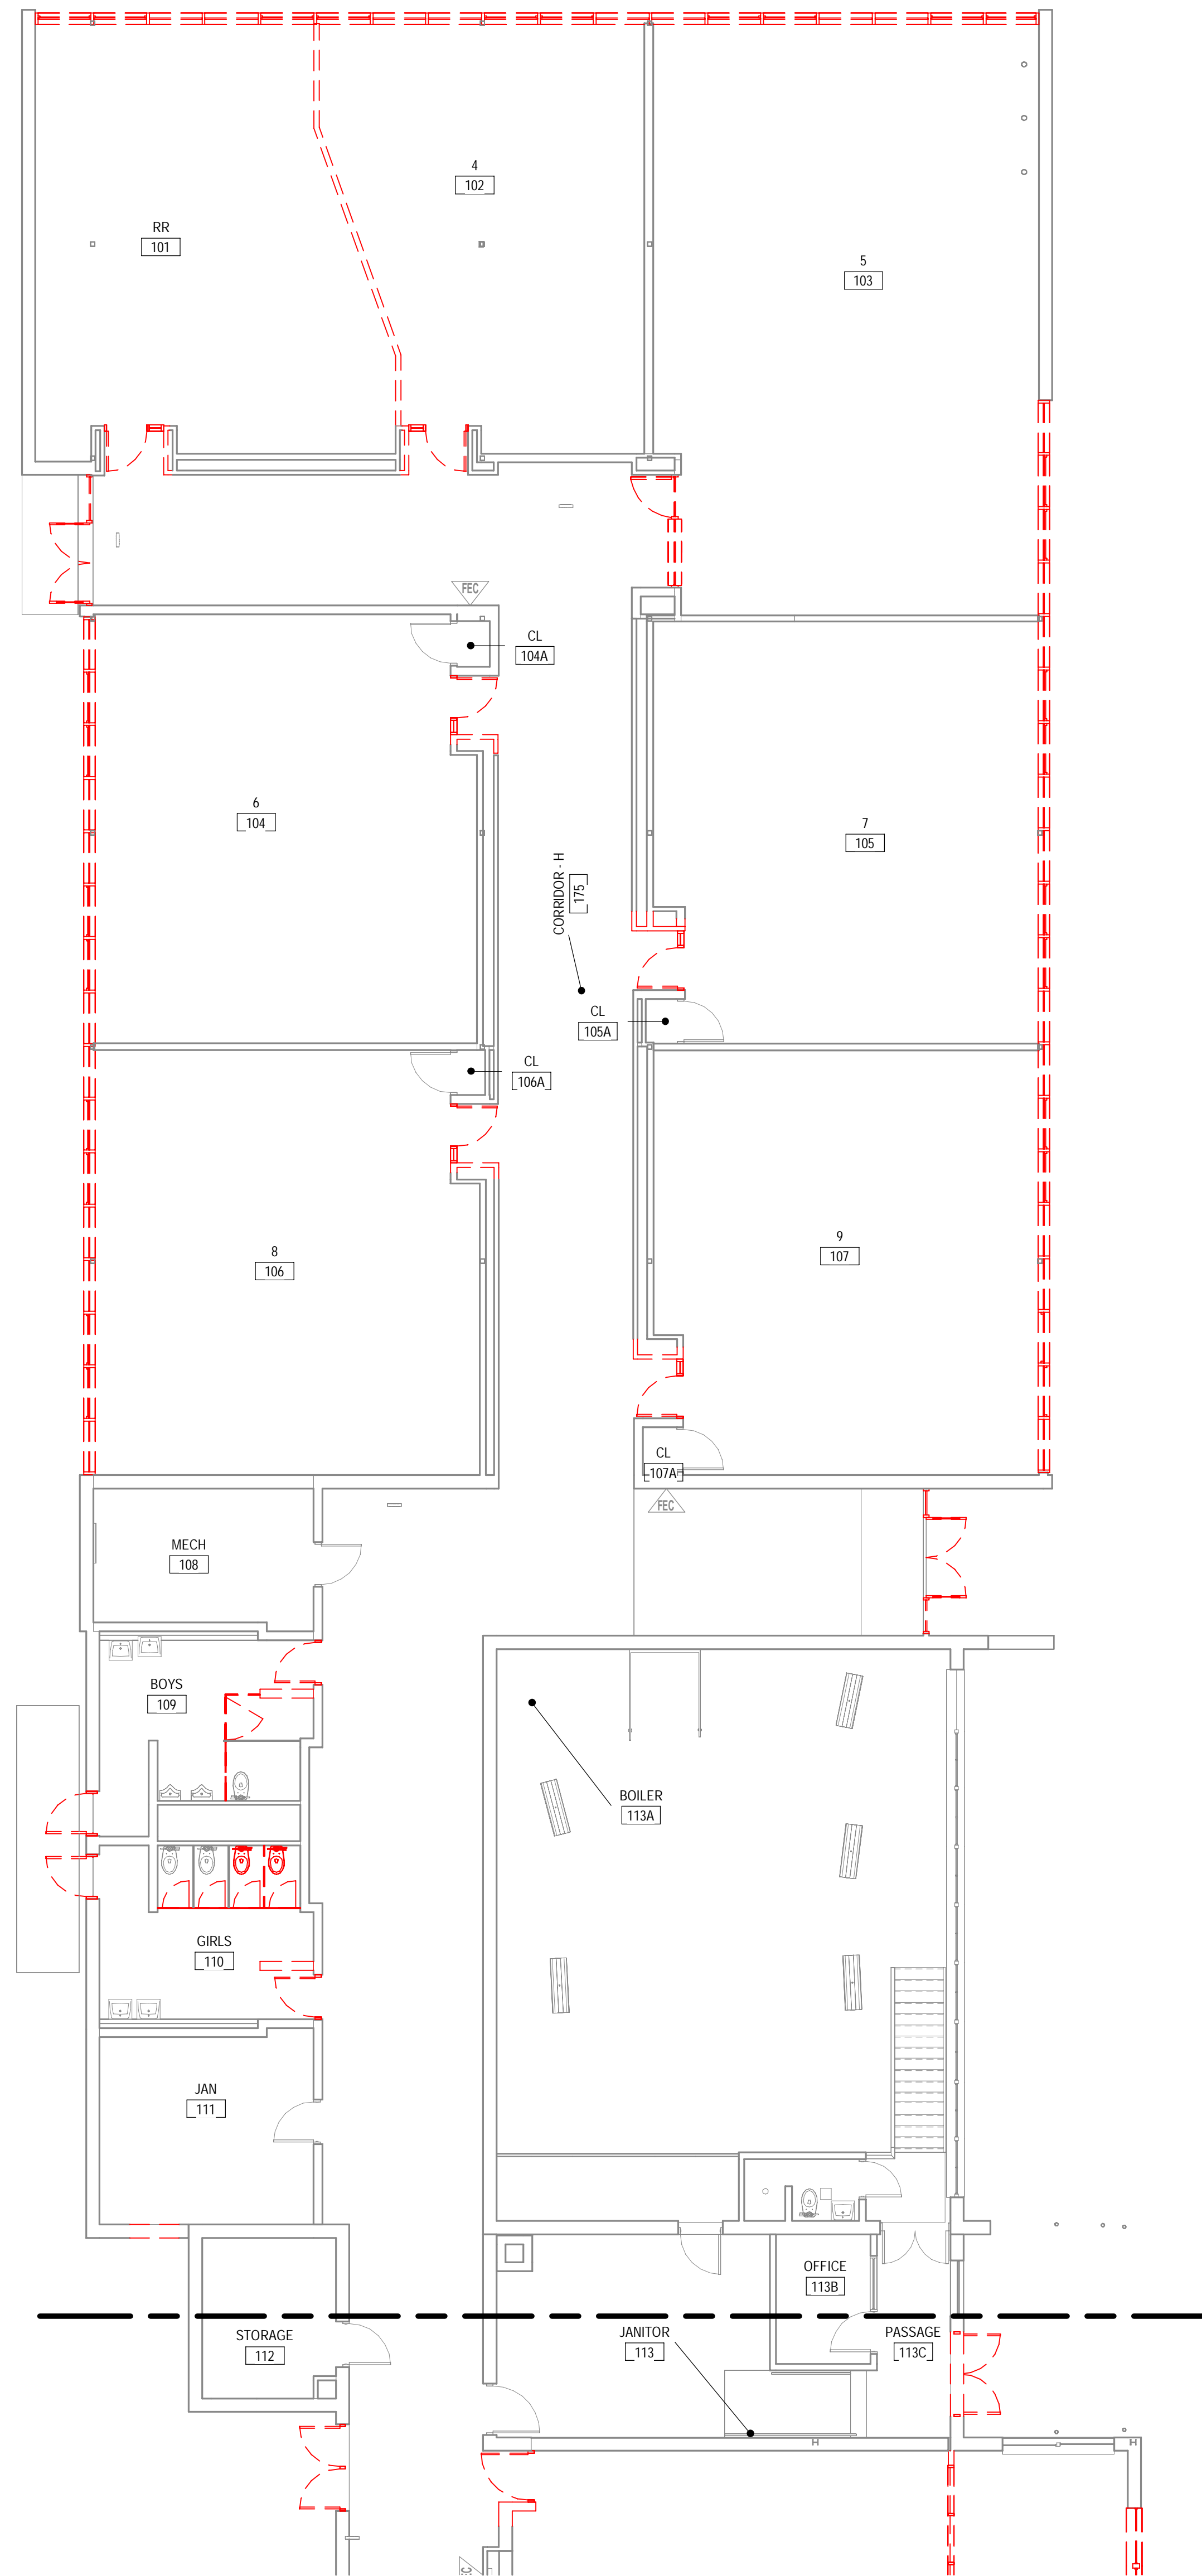 4
102
RR
101
5
103
FEC
CL
104A
6
104
7
105
CORRIDOR - H
175
CL
105A
CL
106A
8
106
9
107
CL
107A
FEC
MECH
108
BOYS
109
BOILER
113A
GIRLS
110
JAN
111
OFFICE
113B
STORAGE
112
JANITOR
113
PASSAGE
113C